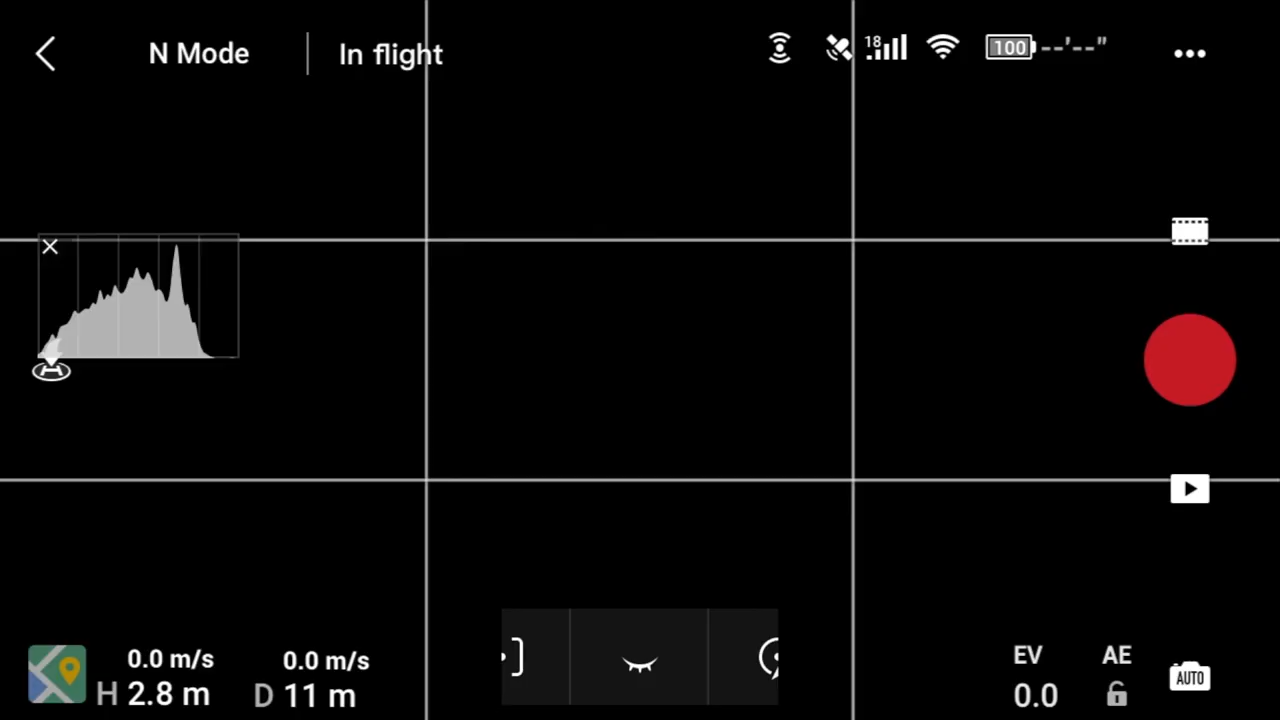 N Mode In flight 18 100 --'--"
0.0 m/s 0.0 m/s EV AE
H 2.8 m D 11 m 0.0 AUTO